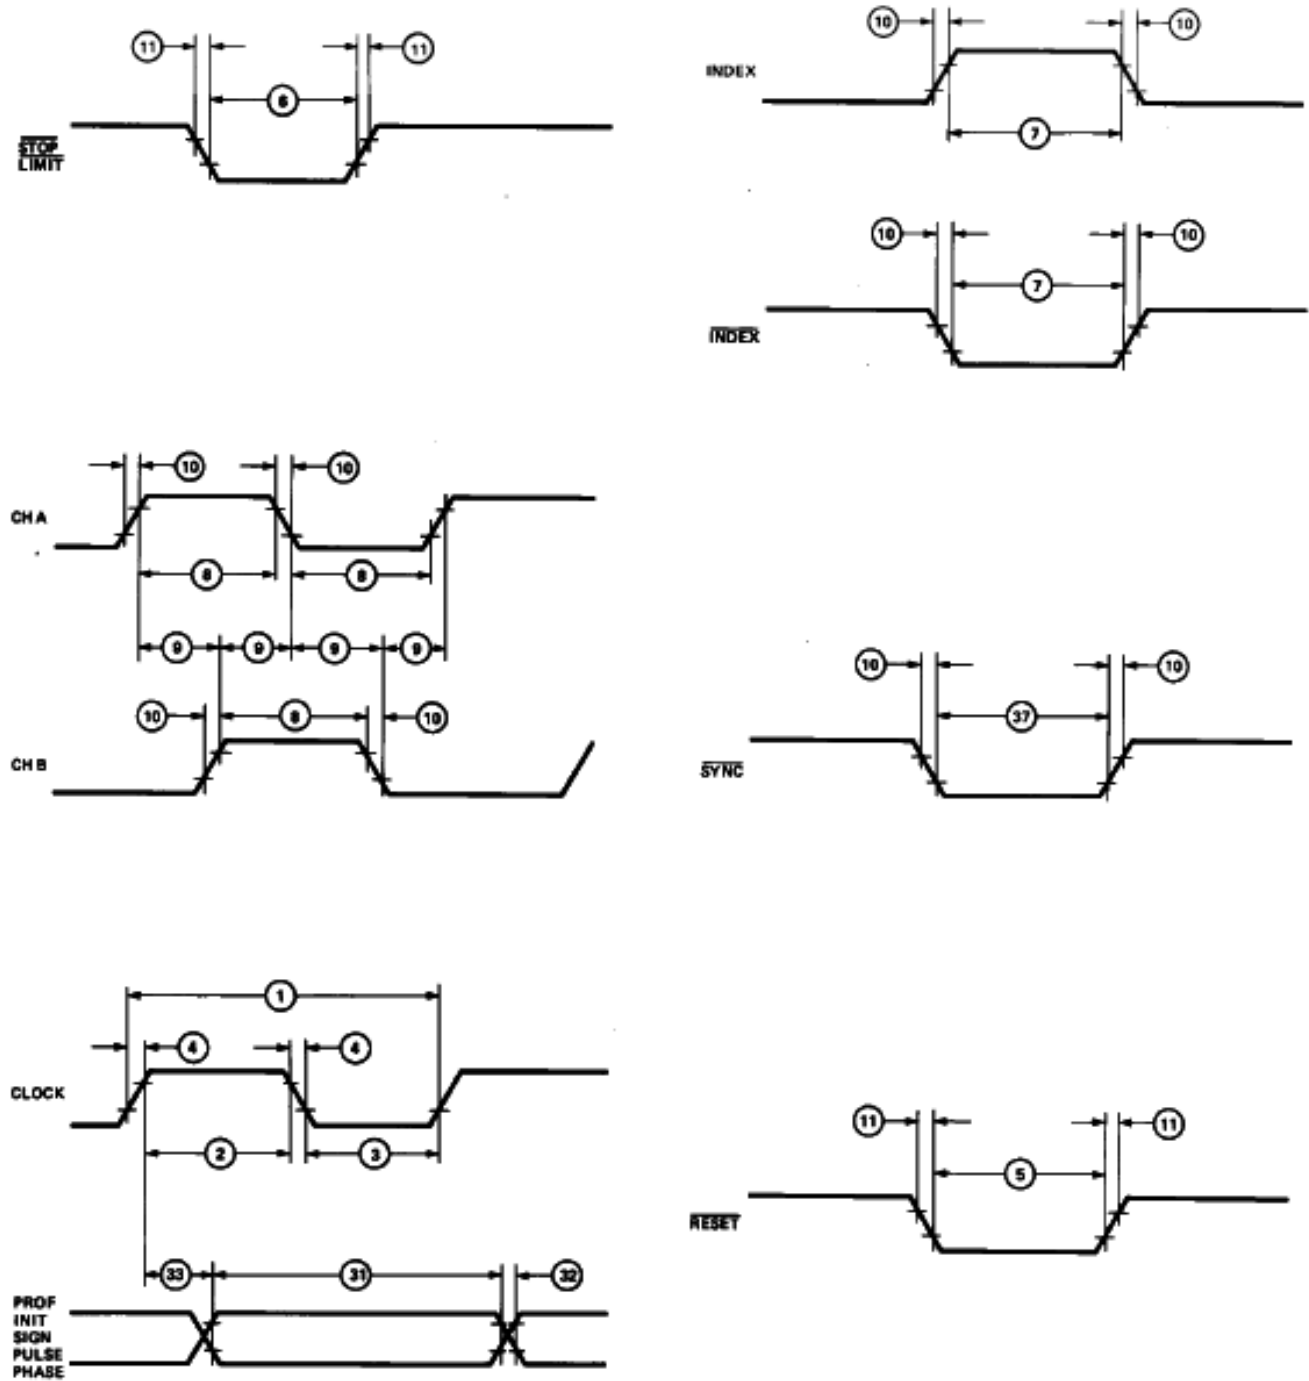 11 11
6
STOP
LIMIT
10 10
INDEX
7
10 10
7
INDEX
10 10
CH A
8 8
9 9 9 9
10 8 10
CH B
10 10
37
SYNC
1
4 4
CLOCK
2 3
33 31 32
PROF
INIT
SIGN
PULSE
PHASE
11 11
5
RESET